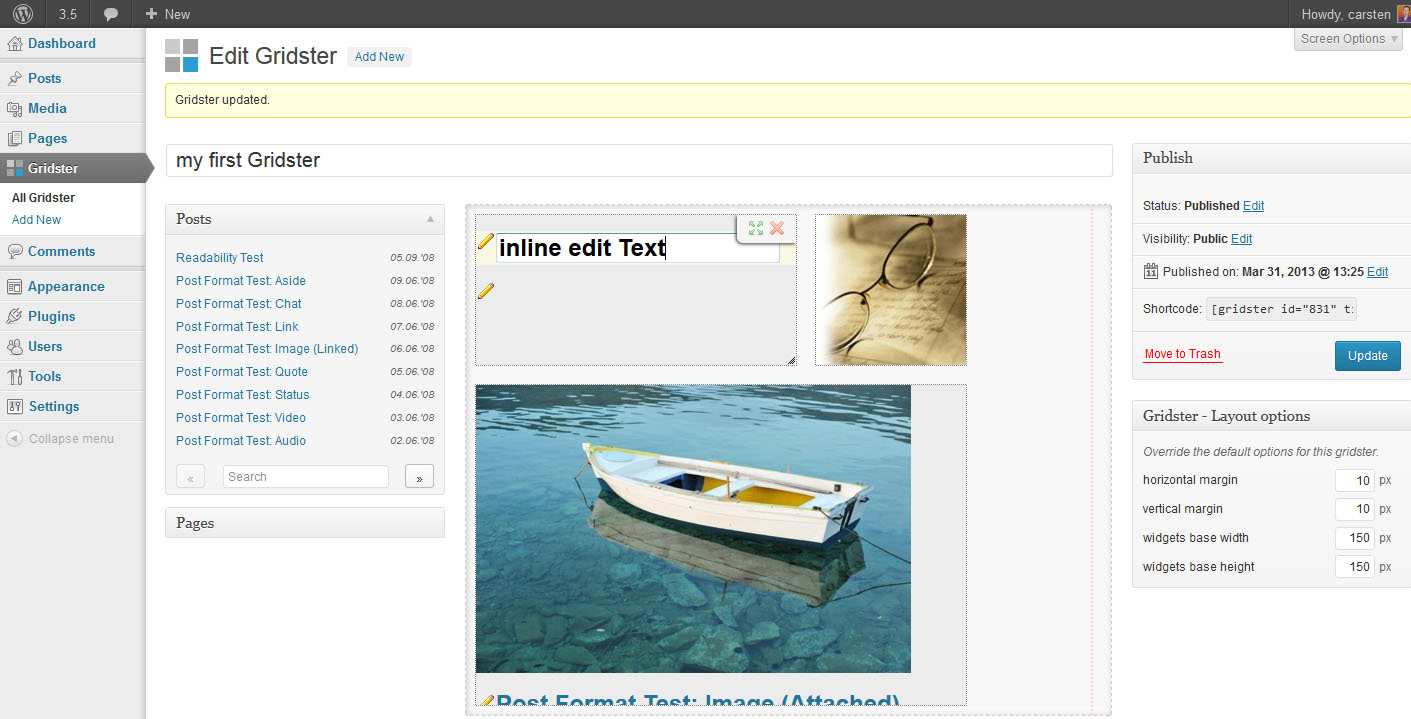 3.5 New Howdy, carsten
Screen Options
Dashboard
Posts
Media
Pages
Gridster
All Gridster
Add New
Comments
Appearance
Plugins
Users
Tools
Settings
Collapse menu
Edit Gridster Add New
Gridster updated.
my first Gridster
Posts
Readability Test 05.09.'08
Post Format Test: Aside 09.06.'08
Post Format Test: Chat 08.06.'08
Post Format Test: Link 07.06.'08
Post Format Test: Image (Linked) 06.06.'08
Post Format Test: Quote 05.06.'08
Post Format Test: Status 04.06.'08
Post Format Test: Video 03.06.'08
Post Format Test: Audio 02.06.'08
« Search »
Pages
inline edit Text
Post Format Test: Image (Attached)
Publish
Status: Published Edit
Visibility: Public Edit
Published on: Mar 31, 2013 @ 13:25 Edit
Shortcode: [gridster id="831" t:
Move to Trash Update
Gridster - Layout options
Override the default options for this gridster.
horizontal margin 10 px
vertical margin 10 px
widgets base width 150 px
widgets base height 150 px